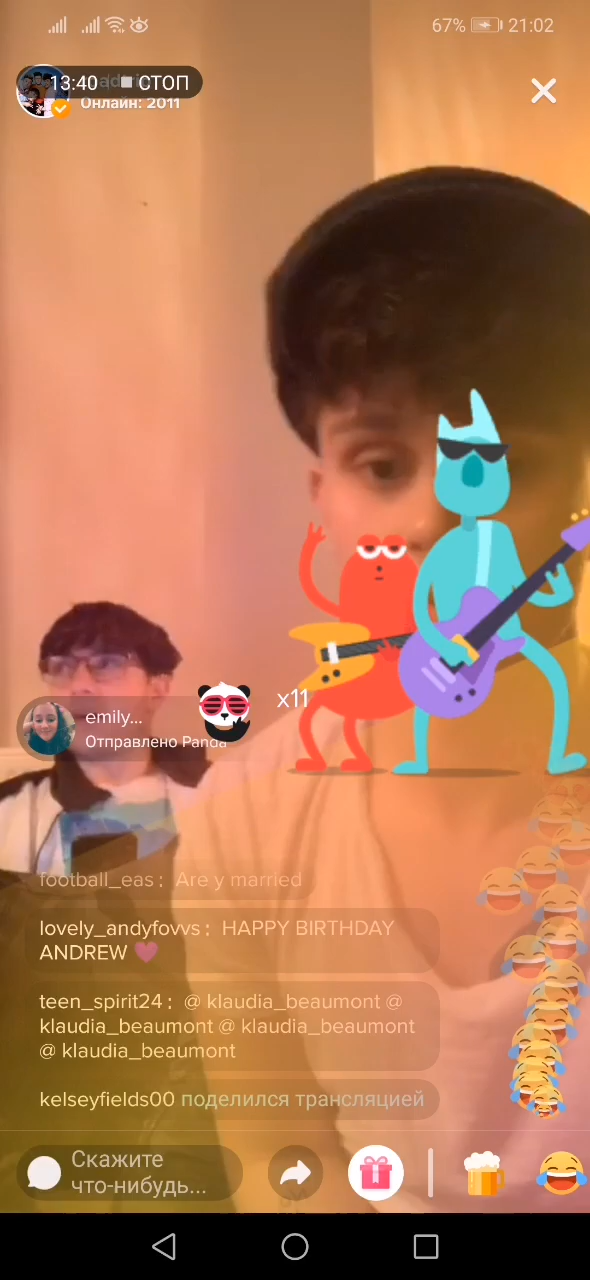 67% 21:02
13:40 СТОП
Онлайн: 2011
emily...
x11
Отправлено Panda
football_eas : Are y married
lovely_andyfovvs : HAPPY BIRTHDAY
ANDREW
teen_spirit24 : @ klaudia_beaumont @
klaudia_beaumont @ klaudia_beaumont
@ klaudia_beaumont
kelseyfields00 поделился трансляцией
Скажите
что-нибудь...